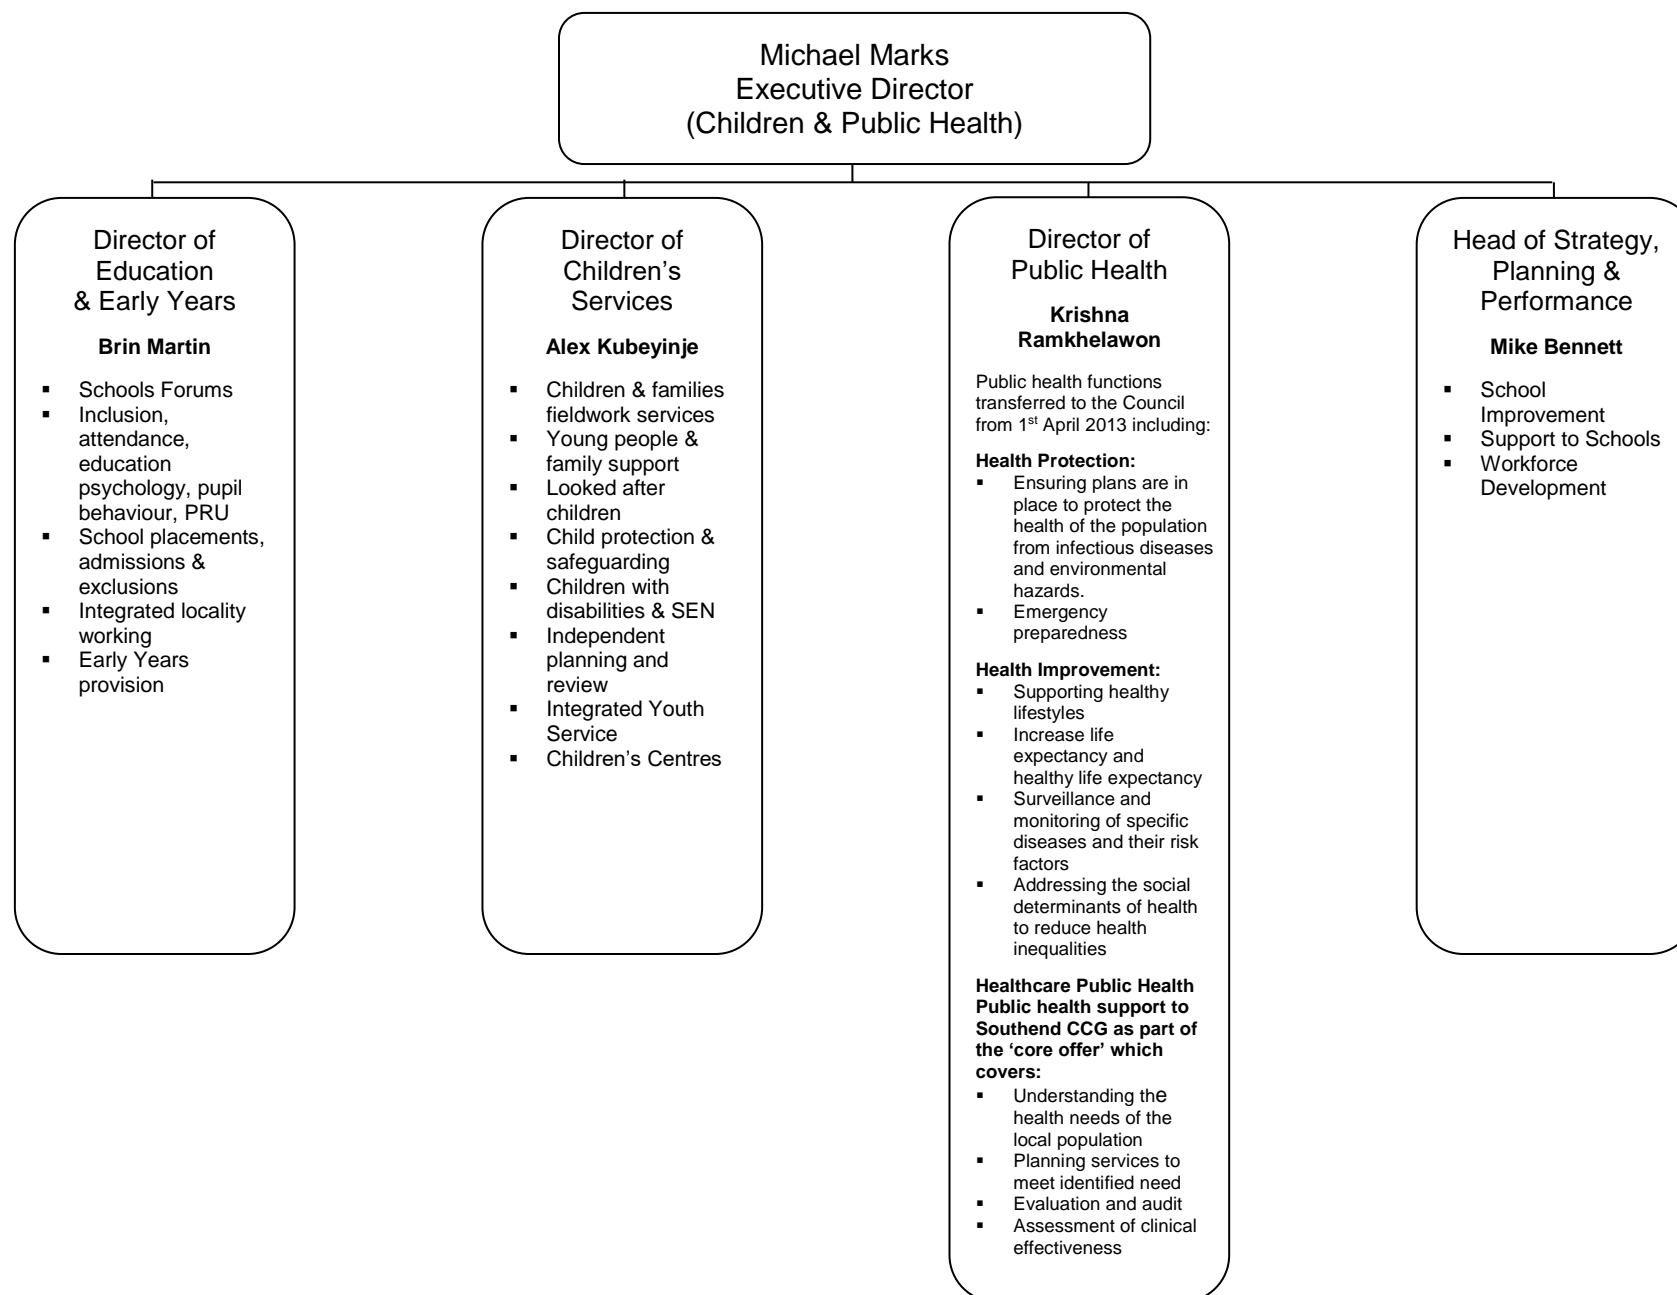 Michael Marks
Executive Director
(Children & Public Health)
Director of
Education
& Early Years
Brin Martin
▪ Schools Forums
▪ Inclusion,
attendance,
education
psychology, pupil
behaviour, PRU
▪ School placements,
admissions &
exclusions
▪ Integrated locality
working
▪ Early Years
provision
Director of
Children’s
Services
Alex Kubeyinje
▪ Children & families
fieldwork services
▪ Young people &
family support
▪ Looked after
children
▪ Child protection &
safeguarding
▪ Children with
disabilities & SEN
▪ Independent
planning and
review
▪ Integrated Youth
Service
▪ Children’s Centres
Director of
Public Health
Krishna
Ramkhelawon
Public health functions
transferred to the Council
from 1st April 2013 including:
Health Protection:
▪ Ensuring plans are in
place to protect the
health of the population
from infectious diseases
and environmental
hazards.
▪ Emergency
preparedness
Health Improvement:
▪ Supporting healthy
lifestyles
▪ Increase life
expectancy and
healthy life expectancy
▪ Surveillance and
monitoring of specific
diseases and their risk
factors
▪ Addressing the social
determinants of health
to reduce health
inequalities
Healthcare Public Health
Public health support to
Southend CCG as part of
the ‘core offer’ which
covers:
▪ Understanding the
health needs of the
local population
▪ Planning services to
meet identified need
▪ Evaluation and audit
▪ Assessment of clinical
effectiveness
Head of Strategy,
Planning &
Performance
Mike Bennett
▪ School
Improvement
▪ Support to Schools
▪ Workforce
Development